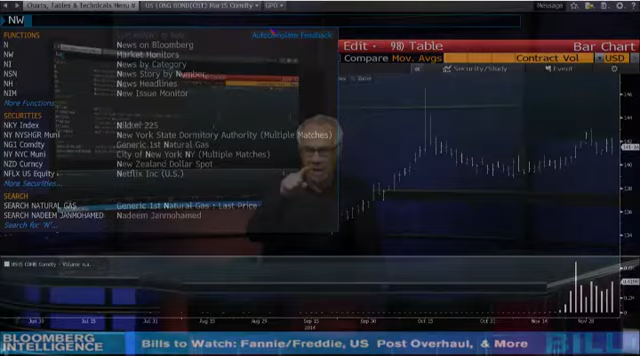 Charts, Tables & Technicals Menu
US LONG BOND(CBT) Mar15 Comdty
GPO
Message
NW
FUNCTIONS
Autocomplete Feedback
N News on Bloomberg
NW Market Monitors
NI News by Category
NSN News Story by Number
NH News Headlines
NIM New Issue Monitor
More Functions...
SECURITIES
NKY Index Nikkei 225
NY NYSHGR Muni New York State Dormitory Authority (Multiple Matches)
NG1 Comdty Generic 1st Natural Gas
NY NYC Muni City of New York NY (Multiple Matches)
NZD Curncy New Zealand Dollar Spot
NFLX US Equity Netflix Inc (U.S.)
More Securities...
SEARCH
SEARCH NATURAL GAS Generic 1st Natural Gas : Last Price
SEARCH NADEEM JANMOHAMED Nadeem Janmohamed
Search for 'N'...
Edit 98) Table Bar Chart
Compare Mov. Avgs Contract Vol USD
Security/Study Event
Comdty - Volume
Jun 30 Jul 15 Jul 31 Aug 15 Aug 29 Sep 15 Sep 30 Oct 15 Oct 31 Nov 14 Nov 28
2014
BLOOMBERG
INTELLIGENCE
Bills to Watch: Fannie/Freddie, US Post Overhaul, & More
BILL